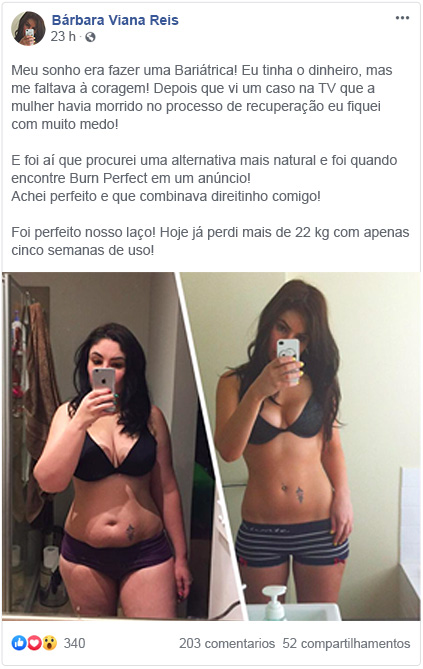 Bárbara Viana Reis
23 h ·
Meu sonho era fazer uma Bariátrica! Eu tinha o dinheiro, mas
me faltava à coragem! Depois que vi um caso na TV que a
mulher havia morrido no processo de recuperação eu fiquei
com muito medo!
E foi aí que procurei uma alternativa mais natural e foi quando
encontre Burn Perfect em um anúncio!
Achei perfeito e que combinava direitinho comigo!
Foi perfeito nosso laço! Hoje já perdi mais de 22 kg com apenas
cinco semanas de uso!
340
203 comentarios 52 compartilhamentos